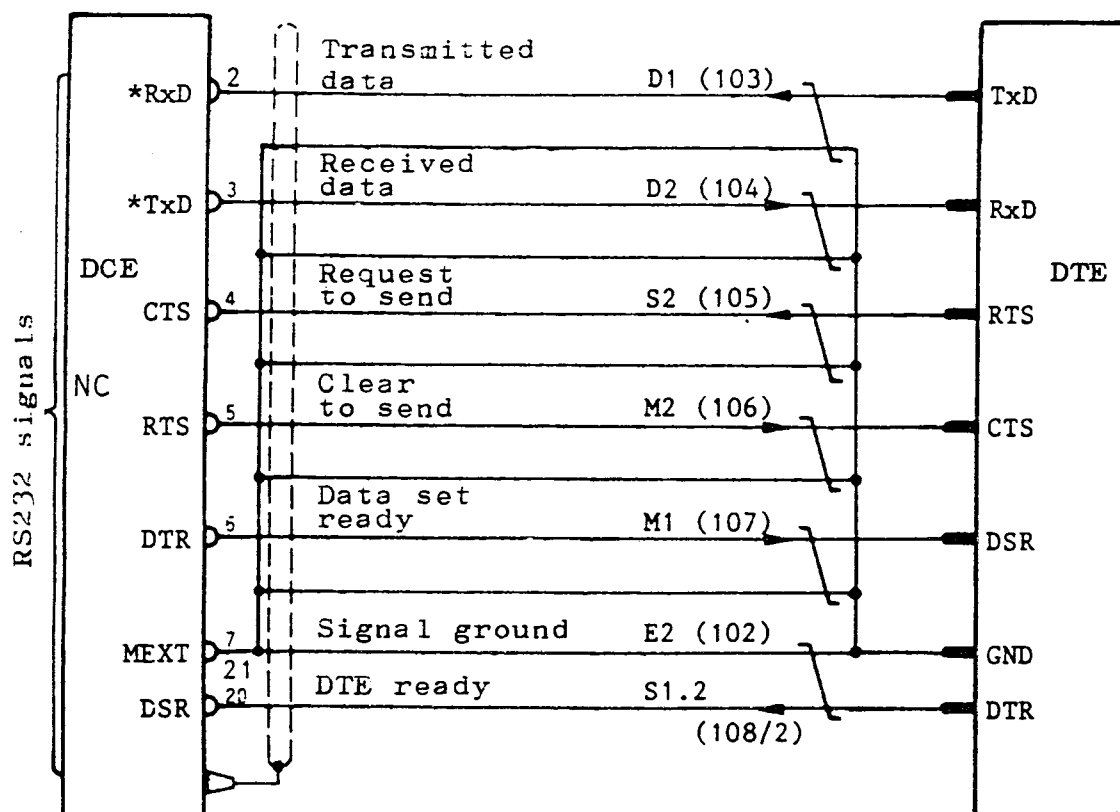 Transmitted
data
*RxD
2
D1 (103)
TxD
Received
data
*TxD
3
D2 (104)
RxD
DCE
DTE
Request
to send
CTS
4
S2 (105)
RTS
NC
Clear
to send
RTS
5
M2 (106)
CTS
RS232 signals
Data set
ready
DTR
6
M1 (107)
DSR
MEXT
7
21
Signal ground
E2 (102)
GND
DSR
20
DTE ready
S1.2
(108/2)
DTR